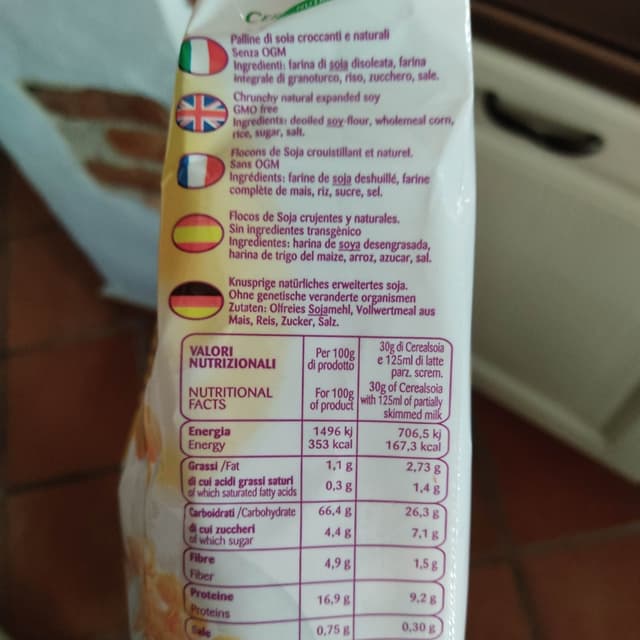 Palline di soia croccanti e naturali
Senza OGM
Ingredienti: farina di soia disoleata, farina
integrale di granoturco, riso, zucchero, sale.
Chrunchy natural expanded soy
GMO free
Ingredients: deoiled soy flour, wholemeal corn,
rice, sugar, salt.
Flocons de Soja crouistillant et naturel.
Sans OGM
Ingrédients: farine de soja deshuillé, farine
complète de mais, riz, sucre, sel.
Flocos de Soja crujentes y naturales.
Sin ingredientes transgènico
Ingredientes: harina de soya desengrasada,
harina de trigo del maize, arroz, azucar, sal.
Knusprige natürliches erweitertes soja.
Ohne genetische veranderte organismen
Zutaten: Olfreies Sojamehl, Vollwertmeal aus
Mais, Reis, Zucker, Salz.
VALORI NUTRIZIONALI Per 100g di prodotto 30g di Cerealsoia e 125ml di latte parz. screm.
NUTRITIONAL FACTS For 100g of product 30g of Cerealsoia with 125ml of partially skimmed milk
Energia 1496 kj 706,5 kj
Energy 353 kcal 167,3 kcal
Grassi /Fat 1,1 g 2,73 g
di cui acidi grassi saturi 0,3 g 1,4 g
of which saturated fatty acids
Carboidrati /Carbohydrate 66,4 g 26,3 g
di cui zuccheri 4,4 g 7,1 g
of which sugar
Fibre 4,9 g 1,5 g
Fiber
Proteine 16,9 g 9,2 g
Proteins
Sale 0,75 g 0,30 g